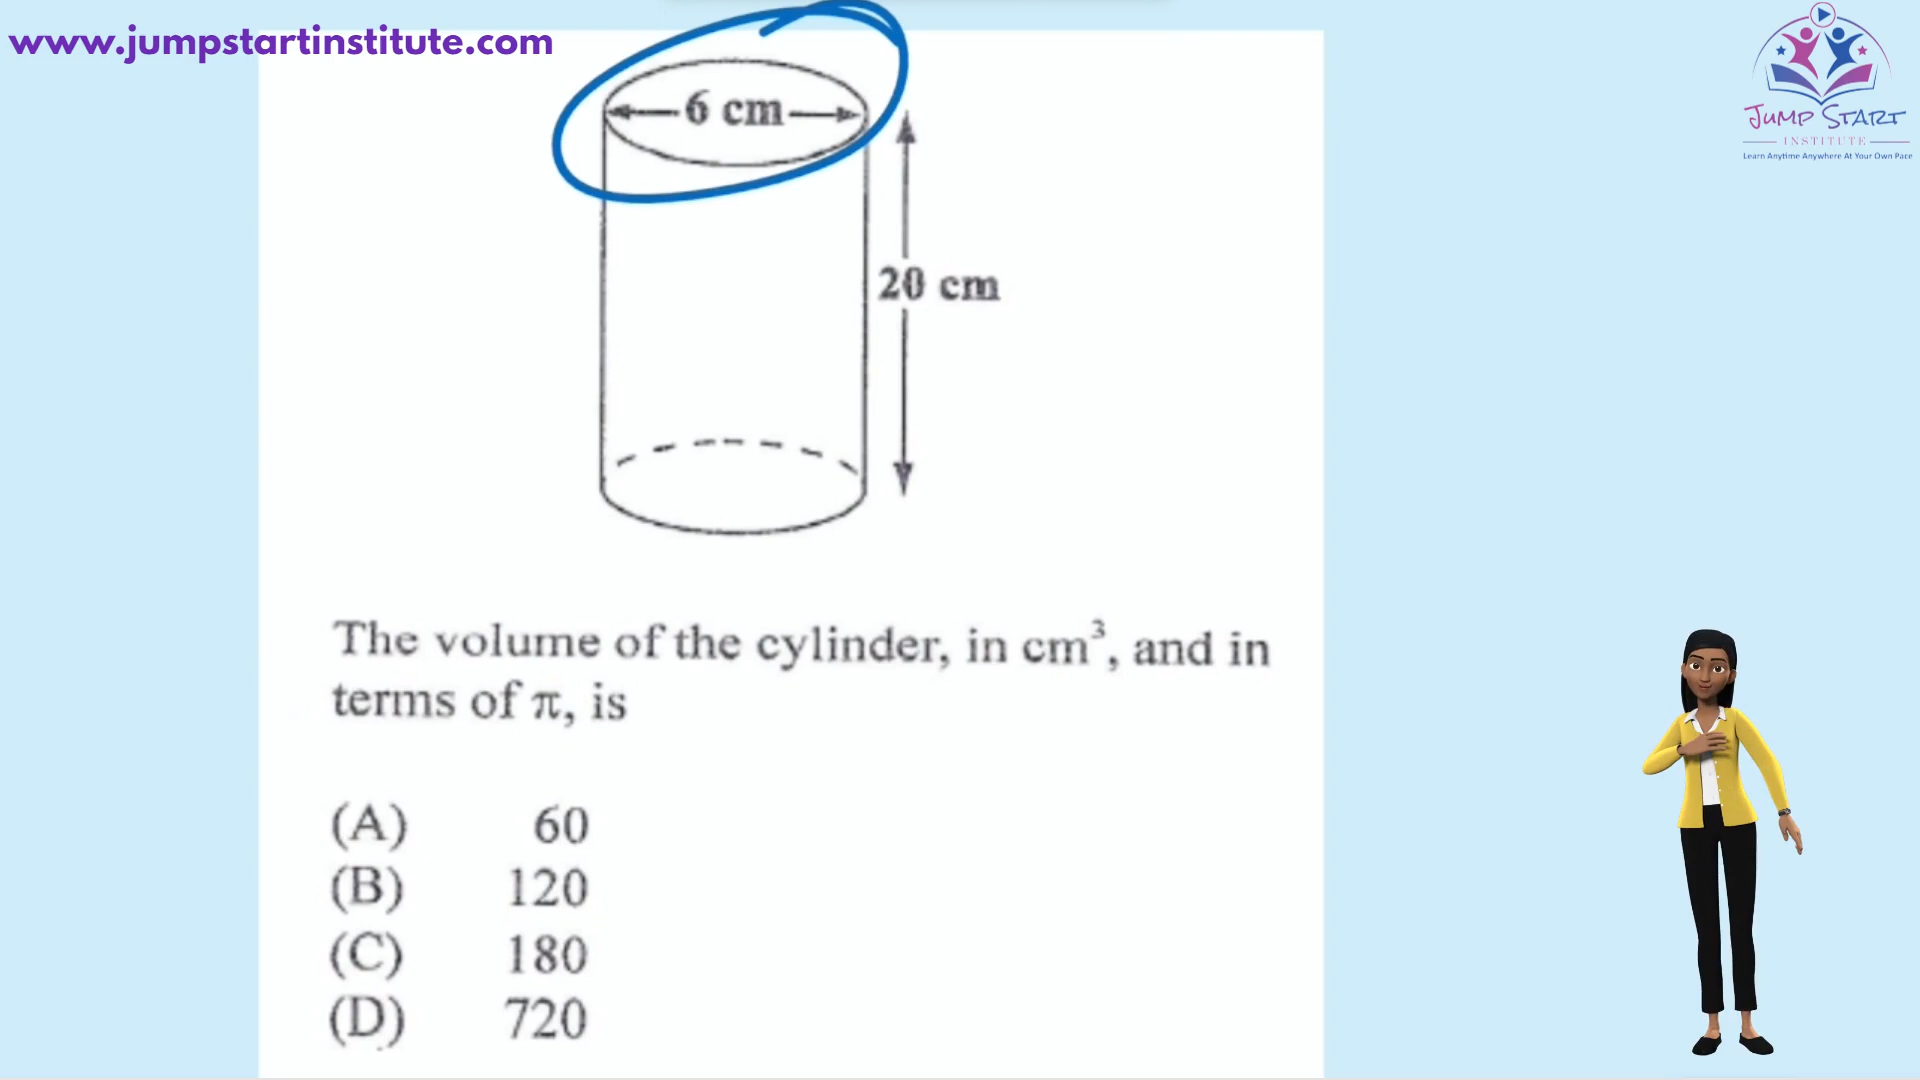 www.jumpstartinstitute.com
JUMP START
INSTITUTE
Learn Anytime Anywhere At Your Own Pace
6 cm
20 cm
The volume of the cylinder, in cm³, and in
terms of π, is
(A) 60
(B) 120
(C) 180
(D) 720